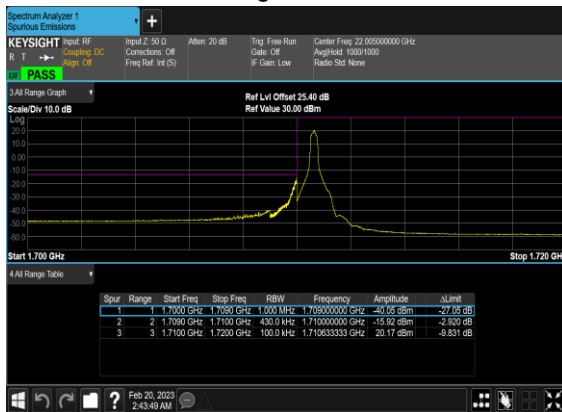 Spectrum Analyzer 1
Spurious Emissions
KEYSIGHT Input: RF Input Z: 50 Ω Atten: 20 dB Trig: Free Run Center Freq: 22.005000000 GHz
R T Coupling: DC Corrections: Off Gate: Off Avg|Hold: 1000/1000
Align: Off Freq Ref: Int (S) IF Gain: Low Radio Std: None
PASS
3 All Range Graph
Ref Lvl Offset 25.40 dB
Scale/Div 10.0 dB Ref Value 30.00 dBm
Log
20.0
10.0
0.00
-10.0
-20.0
-30.0
-40.0
-50.0
-60.0
Start 1.700 GHz Stop 1.720 GH
4 All Range Table
Spur Range Start Freq Stop Freq RBW Frequency Amplitude ΔLimit
1 1 1.7000 GHz 1.7090 GHz 1.000 MHz 1.709000000 GHz -40.05 dBm -27.05 dB
2 2 1.7090 GHz 1.7100 GHz 430.0 kHz 1.710000000 GHz -15.92 dBm -2.920 dB
3 3 1.7100 GHz 1.7200 GHz 100.0 kHz 1.710633333 GHz 20.17 dBm -9.831 dB
? Feb 20, 2023
2:43:49 AM